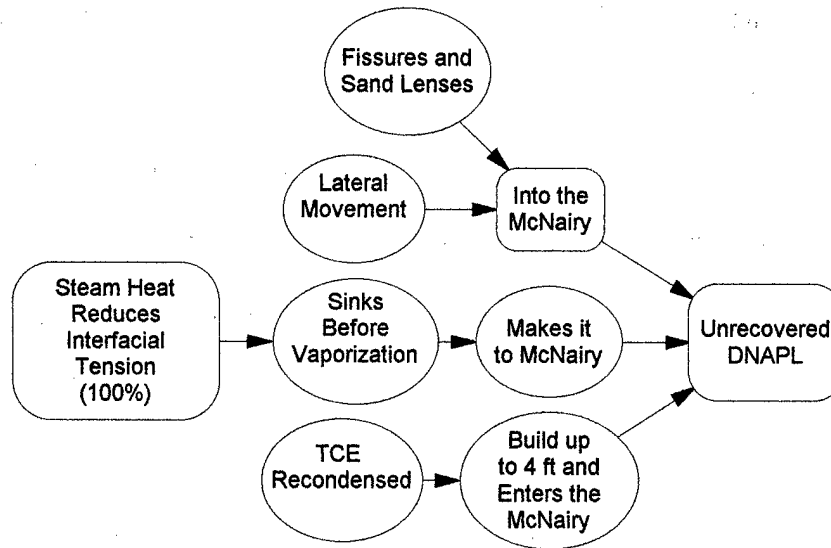 Fissures and
Sand Lenses
Lateral
Movement
Into the
McNairy
Steam Heat
Reduces
Interfacial
Tension
(100%)
Sinks
Before
Vaporization
Makes it
to McNairy
Unrecovered
DNAPL
TCE
Recondensed
Build up
to 4 ft and
Enters the
McNairy